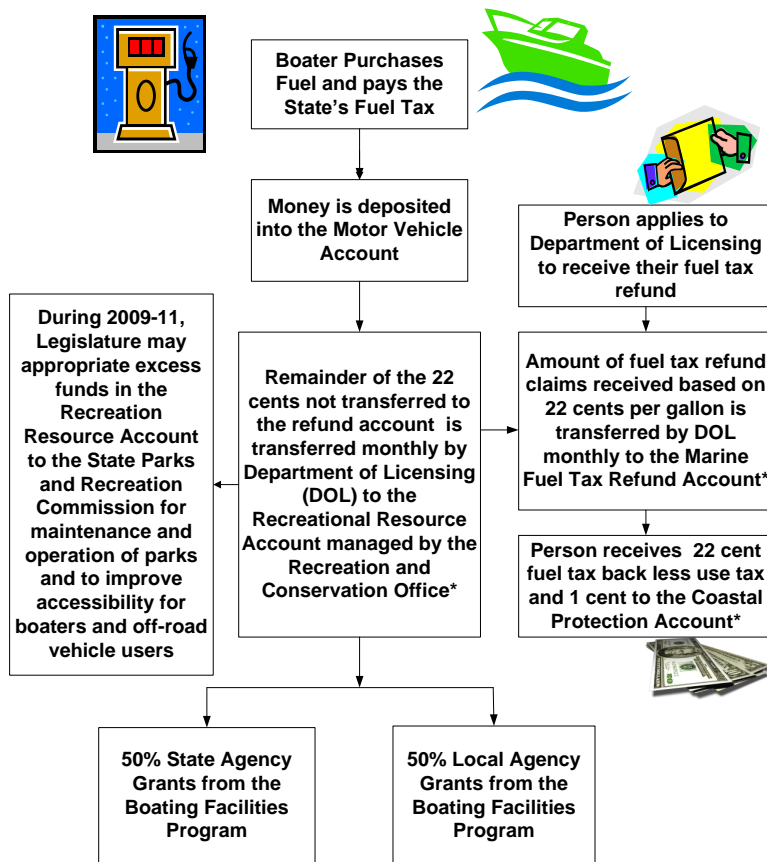 Boater Purchases
Fuel and pays the
State's Fuel Tax
Money is deposited
into the Motor Vehicle
Account
Person applies to
Department of Licensing
to receive their fuel tax
refund
During 2009-11,
Legislature may
appropriate excess
funds in the
Recreation
Resource Account
to the State Parks
and Recreation
Commission for
maintenance and
operation of parks
and to improve
accessibility for
boaters and off-road
vehicle users
Remainder of the 22
cents not transferred to
the refund account is
transferred monthly by
Department of Licensing
(DOL) to the
Recreational Resource
Account managed by the
Recreation and
Conservation Office*
Amount of fuel tax refund
claims received based on
22 cents per gallon is
transferred by DOL
monthly to the Marine
Fuel Tax Refund Account*
Person receives 22 cent
fuel tax back less use tax
and 1 cent to the Coastal
Protection Account*
50% State Agency
Grants from the
Boating Facilities
Program
50% Local Agency
Grants from the
Boating Facilities
Program